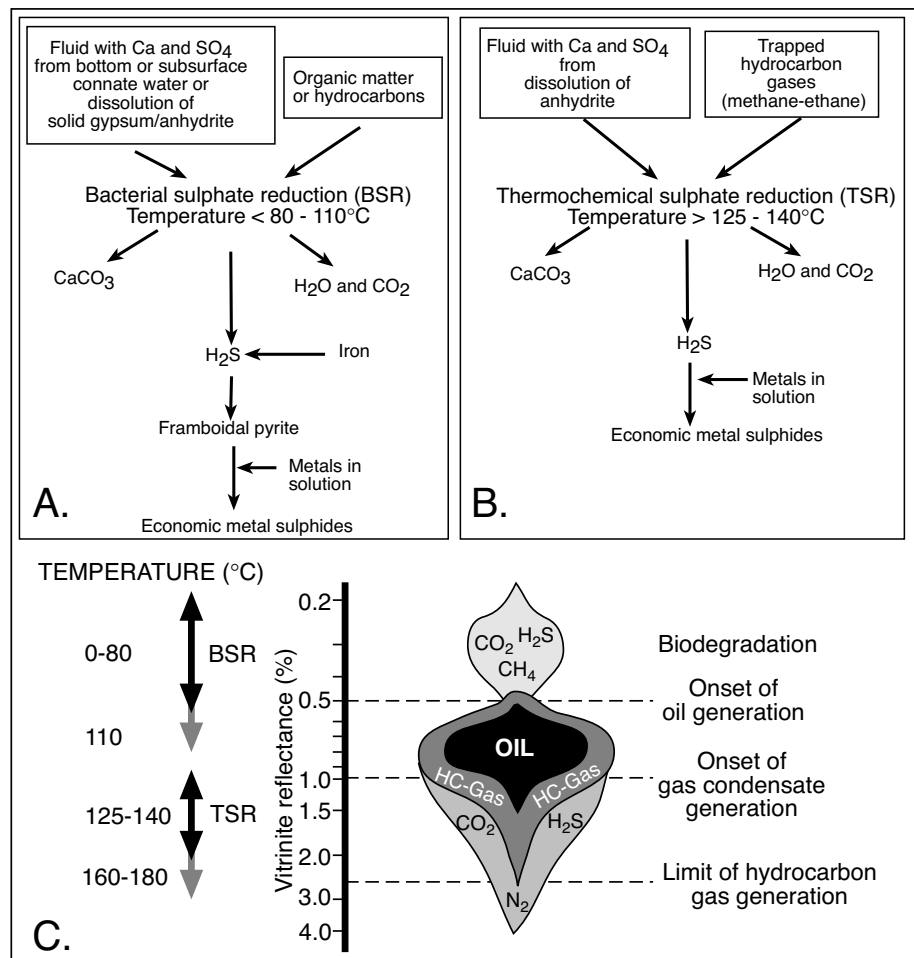 Fluid with Ca and SO4
from bottom or subsurface
connate water or
dissolution of
solid gypsum/anhydrite
Organic matter
or hydrocarbons
Bacterial sulphate reduction (BSR)
Temperature < 80 - 110°C
CaCO3
H2O and CO2
H2S
Iron
Framboidal pyrite
Metals in
solution
Economic metal sulphides
A.
Fluid with Ca and SO4
from
dissolution of
anhydrite
Trapped
hydrocarbon
gases
(methane-ethane)
Thermochemical sulphate reduction (TSR)
Temperature > 125 - 140°C
CaCO3
H2O and CO2
H2S
Metals in
solution
Economic metal sulphides
B.
TEMPERATURE (°C)
0-80
BSR
110
125-140
TSR
160-180
C.
Vitrinite reflectance (%)
0.2
0.5
1.0
1.5
2.0
3.0
4.0
CO2
H2S
CH4
OIL
HC-Gas
HC-Gas
CO2
H2S
N2
Biodegradation
Onset of
oil generation
Onset of
gas condensate
generation
Limit of hydrocarbon
gas generation